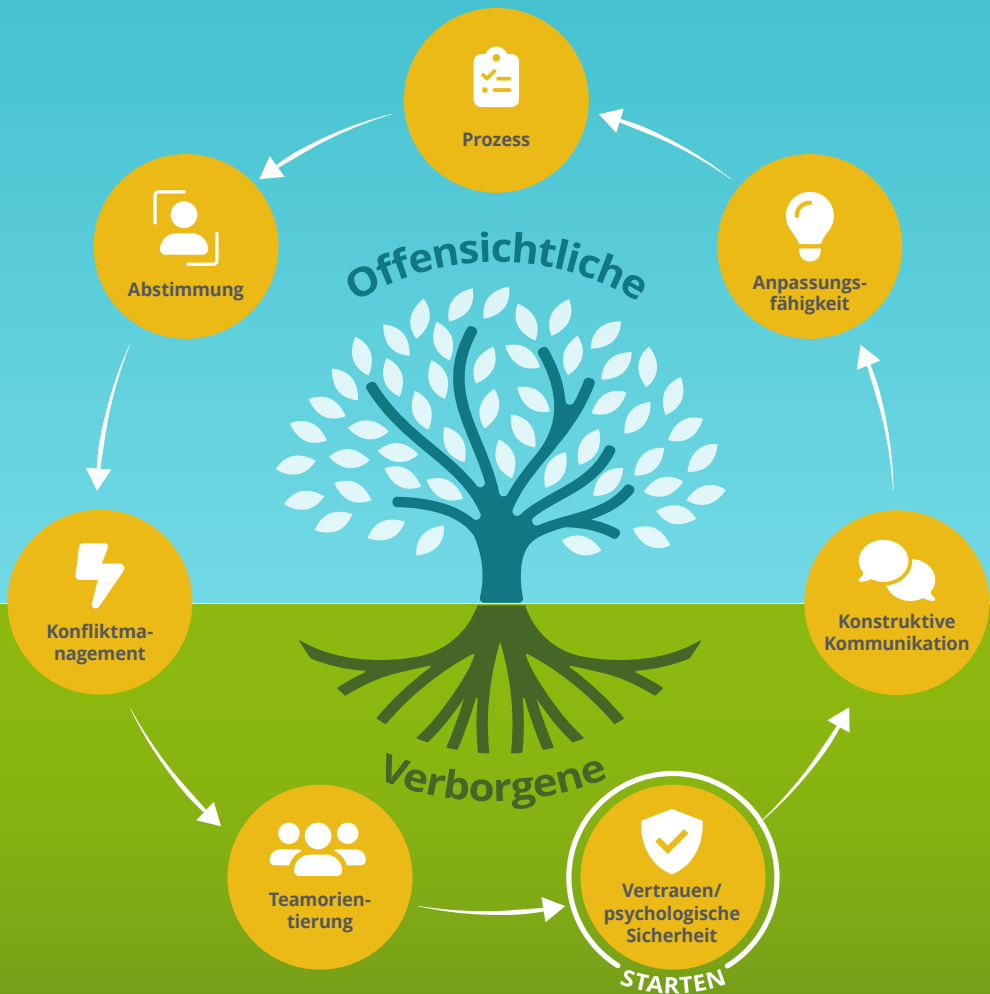 Prozess
Abstimmung
Anpassungs-
fähigkeit
Offensichtliche
Konfliktma-
nagement
Konstruktive
Kommunikation
Verborgene
Teamorien-
tierung
Vertrauen/
psychologische
Sicherheit
STARTEN